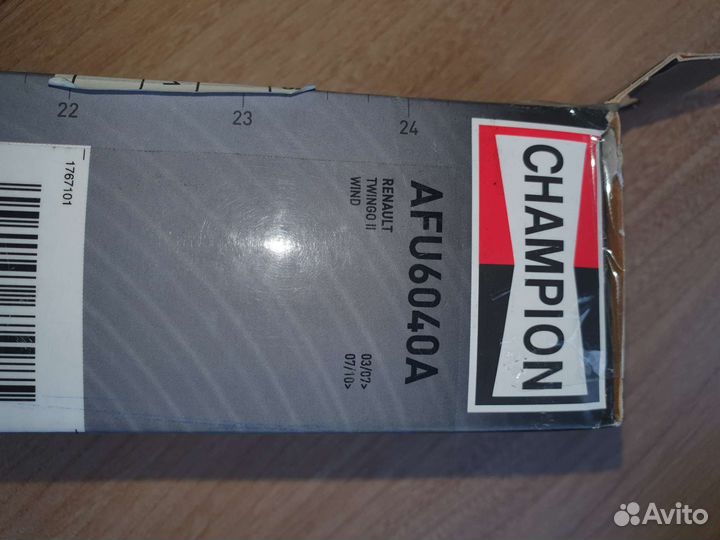 CHAMPION
AFU6040A
RENAULT
TWINGO II 03/07>
WIND 07/10>
1767101
22 23 24
Avito